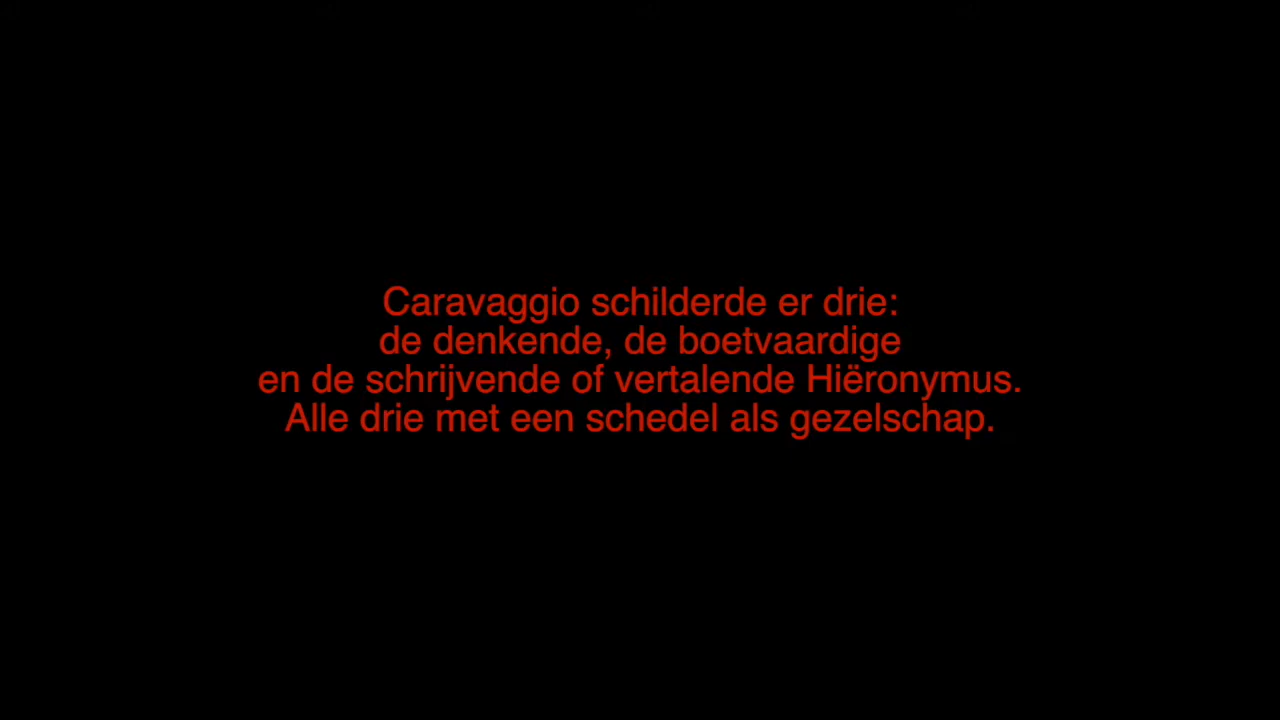 Caravaggio schilderde er drie:
de denkende, de boetvaardige
en de schrijvende of vertalende Hiëronymus.
Alle drie met een schedel als gezelschap.